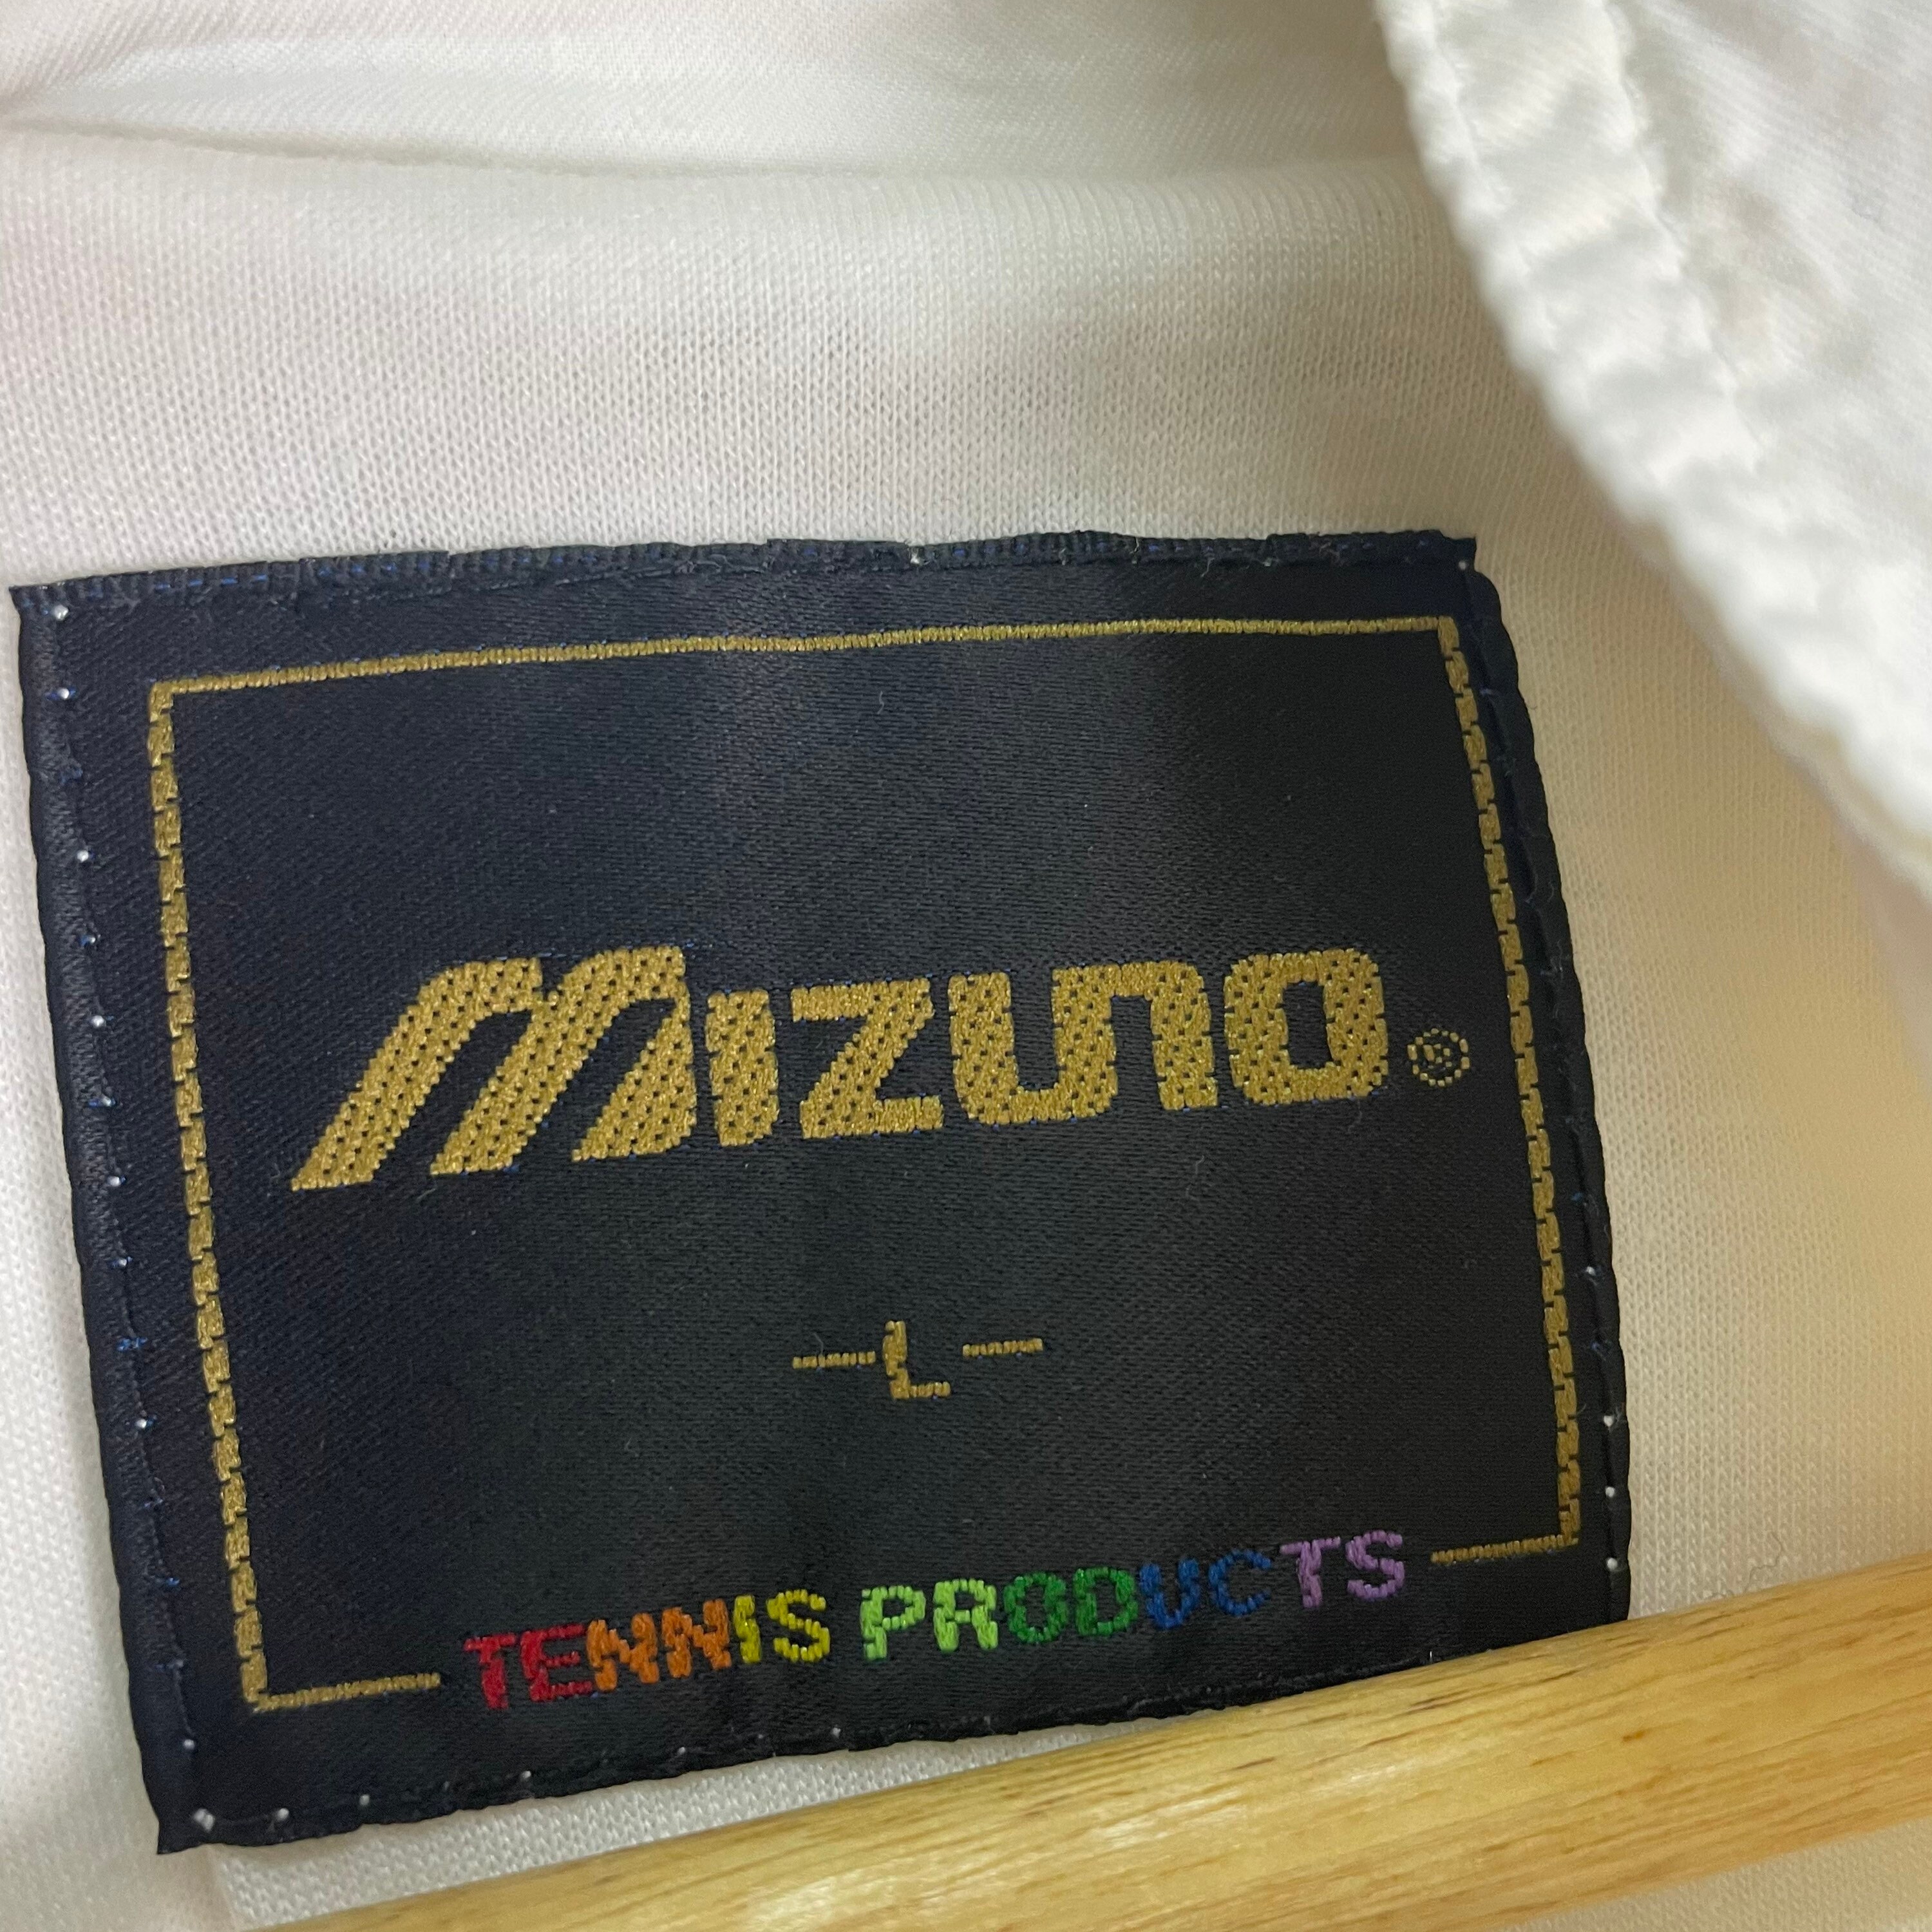 MIZUNO®
-L-
TENNIS PRODUCTS